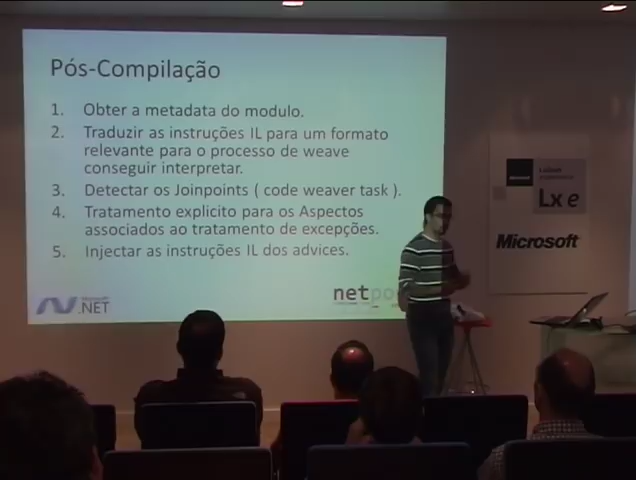 Pós-Compilação
1. Obter a metadata do modulo.
2. Traduzir as instruções IL para um formato
relevante para o processo de weave
conseguir interpretar.
3. Detectar os Joinpoints ( code weaver task ).
4. Tratamento explicito para os Aspectos
associados ao tratamento de excepções.
5. Injectar as instruções IL dos advices.
.NET
netpo
Lx e
Microsoft